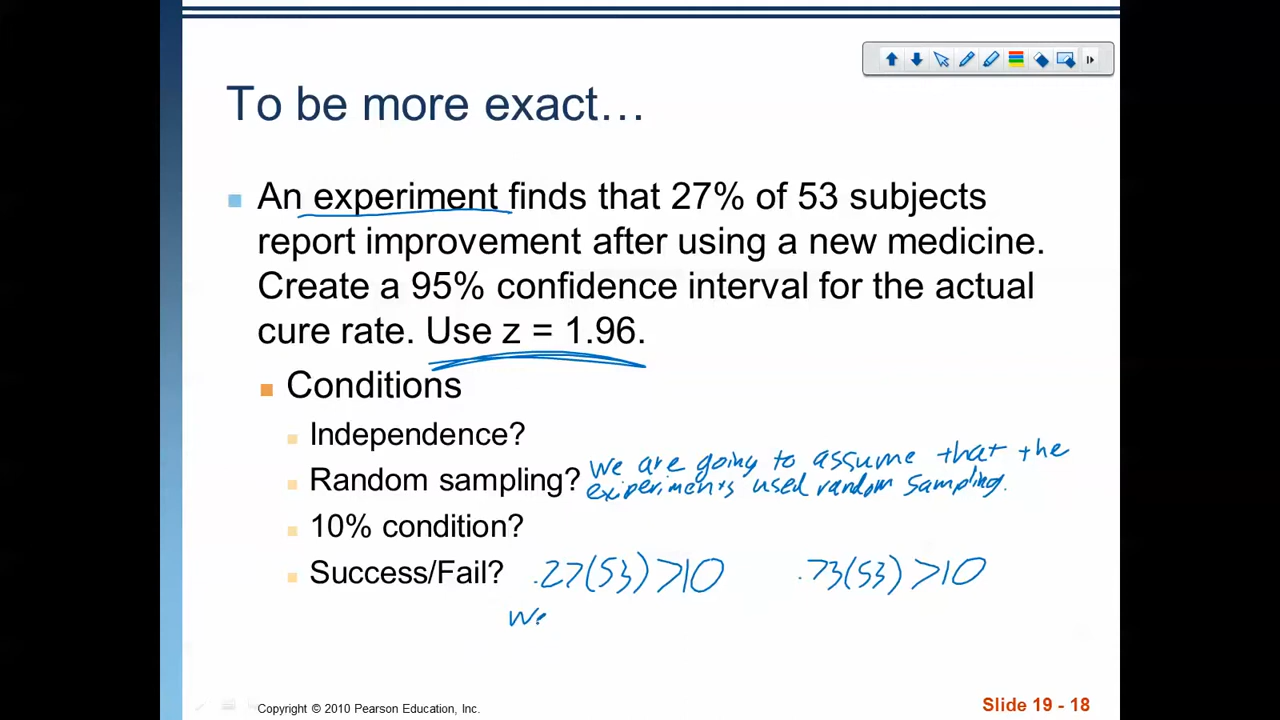 To be more exact…
An experiment finds that 27% of 53 subjects
report improvement after using a new medicine.
Create a 95% confidence interval for the actual
cure rate. Use z = 1.96.
Conditions
Independence?
Random sampling? we are going to assume that the
experiments used random sampling.
10% condition?
Success/Fail? .27(53) >10 .73(53) >10
we
Copyright © 2010 Pearson Education, Inc.
Slide 19 - 18